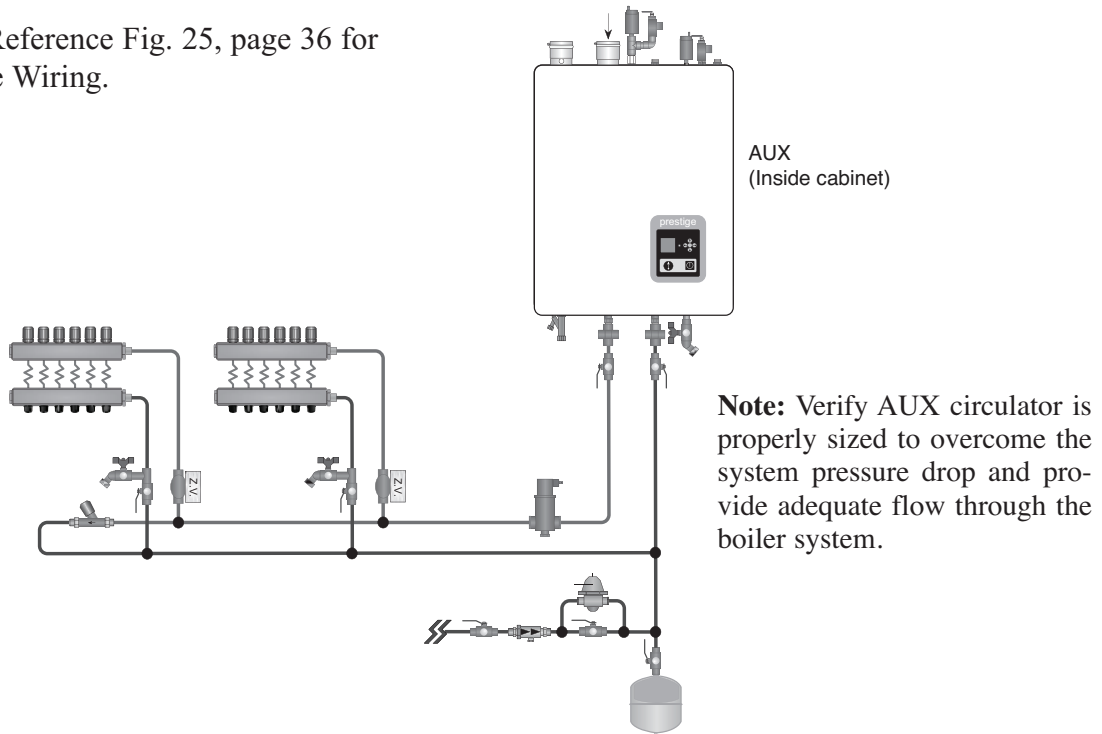 Reference Fig. 25, page 36 for
e Wiring.
AUX
(Inside cabinet)
prestige
Z.V.
Z.V.
Note: Verify AUX circulator is
properly sized to overcome the
system pressure drop and pro-
vide adequate flow through the
boiler system.